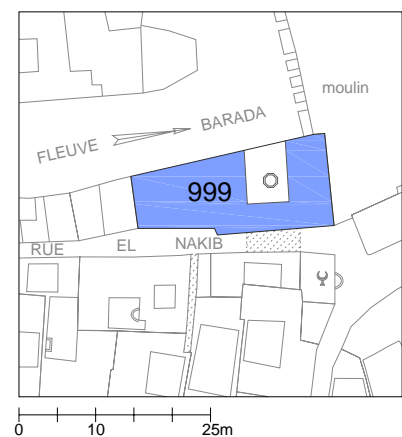 moulin
FLEUVE BARADA
999
RUE EL NAKIB
0 10 25m